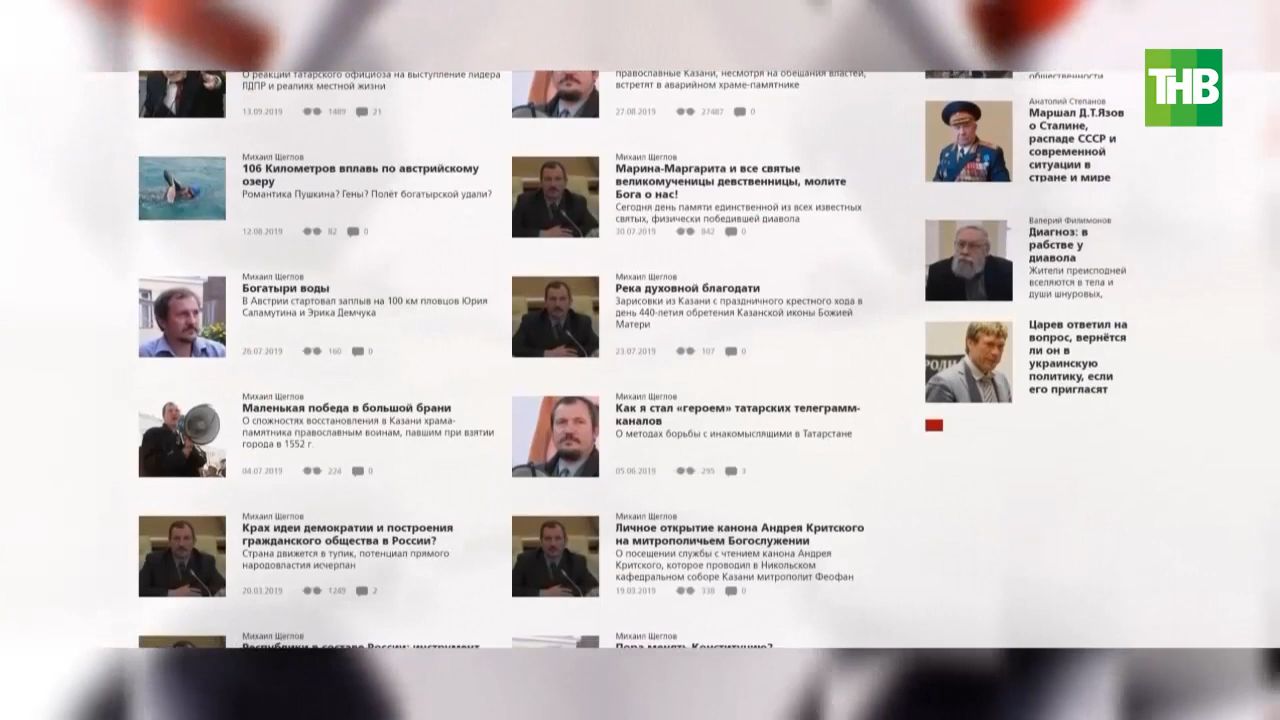 О реакции татарского официоза на выступление лидера
ЛДПР и реалиях местной жизни
13.09.2019 1489 21
православные Казани, несмотря на обещания властей,
встретят в аварийном храме-памятнике
27.08.2019 27487 0
Михаил Щеглов
106 Километров вплавь по австрийскому
озеру
Романтика Пушкина? Гены? Полёт богатырской удали?
12.08.2019 82 0
Михаил Щеглов
Марина-Маргарита и все святые
великомученицы девственницы, молите
Бога о нас!
Сегодня день памяти единственной из всех известных
святых, физически победившей диавола
30.07.2019 842 0
Михаил Щеглов
Богатыри воды
В Австрии стартовал заплыв на 100 км пловцов Юрия
Саламутина и Эрика Демчука
26.07.2019 160 0
Михаил Щеглов
Река духовной благодати
Зарисовки из Казани с праздничного крестного хода в
день 440-летия обретения Казанской иконы Божией
Матери
23.07.2019 107 0
Михаил Щеглов
Маленькая победа в большой брани
О сложностях восстановления в Казани храма-
памятника православным воинам, павшим при взятии
города в 1552 г.
04.07.2019 224 0
Михаил Щеглов
Как я стал «героем» татарских телеграмм-
каналов
О методах борьбы с инакомыслящими в Татарстане
05.06.2019 295 3
Михаил Щеглов
Крах идеи демократии и построения
гражданского общества в России?
Страна движется в тупик, потенциал прямого
народовластия исчерпан
20.03.2019 1249 2
Михаил Щеглов
Личное открытие канона Андрея Критского
на митрополичьем Богослужении
О посещении службы с чтением канона Андрея
Критского, которое проводил в Никольском
кафедральном соборе Казани митрополит Феофан
19.03.2019 338 0
Михаил Щеглов
Республики в составе России: инструмент
Михаил Щеглов
Пора менять Конституцию?
общественности
Анатолий Степанов
Маршал Д.Т.Язов
о Сталине,
распаде СССР и
современной
ситуации в
стране и мире
Валерий Филимонов
Диагноз: в
рабстве у
диавола
Жители преисподней
вселяются в тела и
души шнуровых,
Царев ответил на
вопрос, вернётся
ли он в
украинскую
политику, если
его пригласят
ТНВ